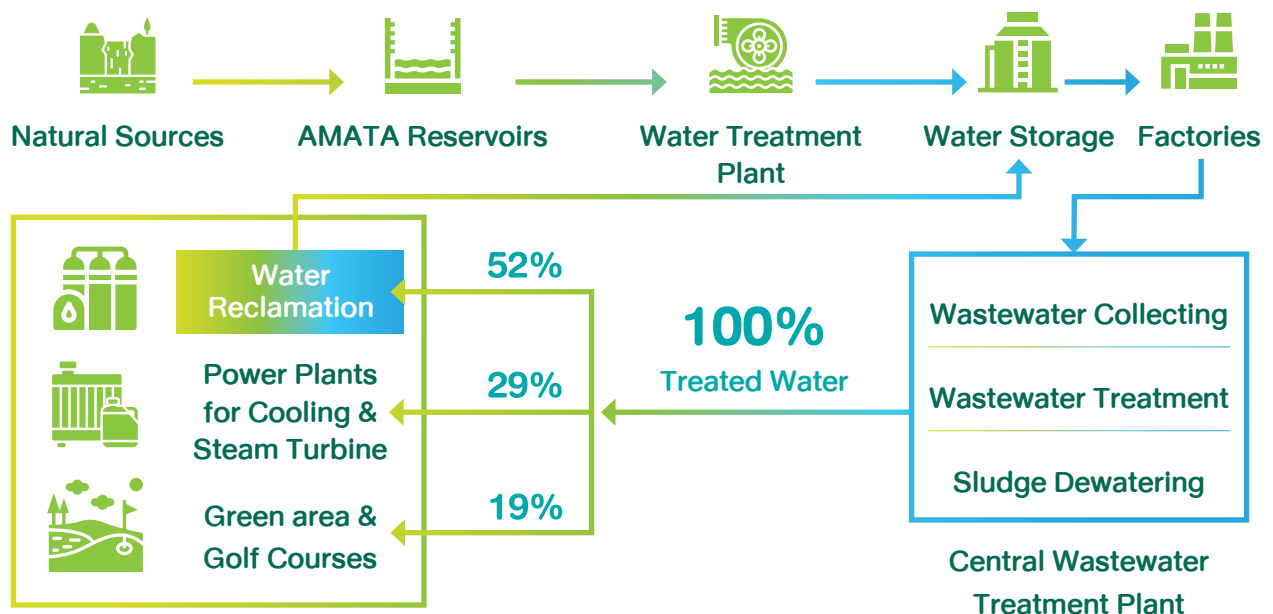 Natural Sources
AMATA Reservoirs
Water Treatment
Plant
Water Storage
Factories
Water
Reclamation
52%
Power Plants
for Cooling &
Steam Turbine
29%
Green area &
Golf Courses
19%
100%
Treated Water
Wastewater Collecting
Wastewater Treatment
Sludge Dewatering
Central Wastewater
Treatment Plant